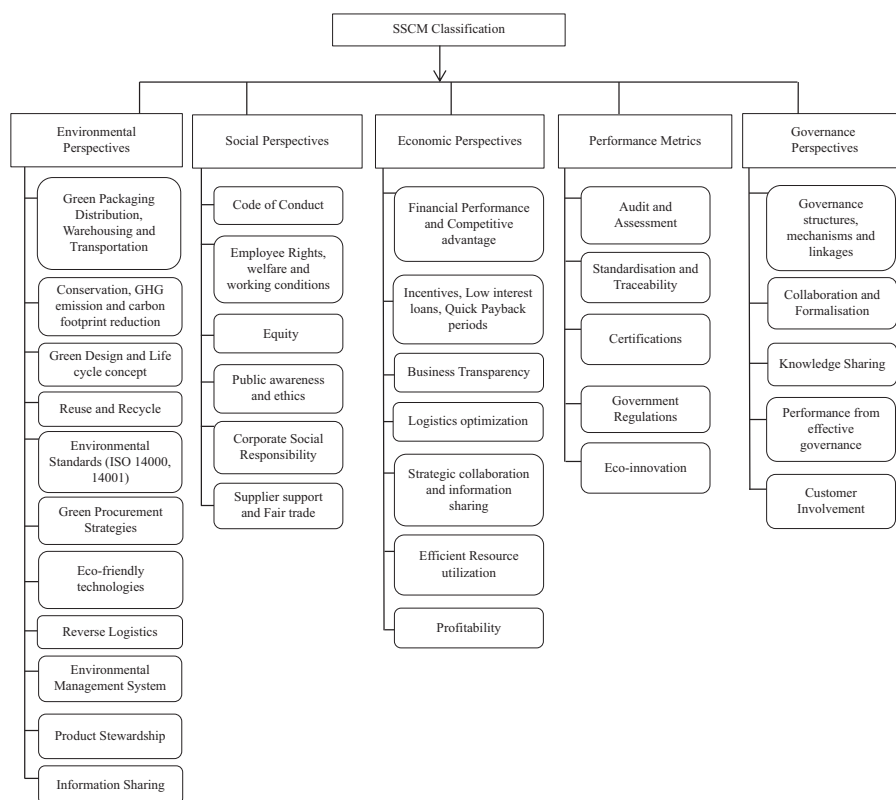 SSCM Classification
Environmental
Perspectives
Green Packaging
Distribution,
Warehousing and
Transportation
Conservation, GHG
emission and carbon
footprint reduction
Green Design and Life
cycle concept
Reuse and Recycle
Environmental
Standards (ISO 14000,
14001)
Green Procurement
Strategies
Eco-friendly
technologies
Reverse Logistics
Environmental
Management System
Product Stewardship
Information Sharing
Social Perspectives
Code of Conduct
Employee Rights,
welfare and
working conditions
Equity
Public awareness
and ethics
Corporate Social
Responsibility
Supplier support
and Fair trade
Economic Perspectives
Financial Performance
and Competitive
advantage
Incentives, Low interest
loans, Quick Payback
periods
Business Transparency
Logistics optimization
Strategic collaboration
and information
sharing
Efficient Resource
utilization
Profitability
Performance Metrics
Audit and
Assessment
Standardisation and
Traceability
Certifications
Government
Regulations
Eco-innovation
Governance
Perspectives
Governance
structures,
mechanisms and
linkages
Collaboration and
Formalisation
Knowledge Sharing
Performance from
effective
governance
Customer
Involvement